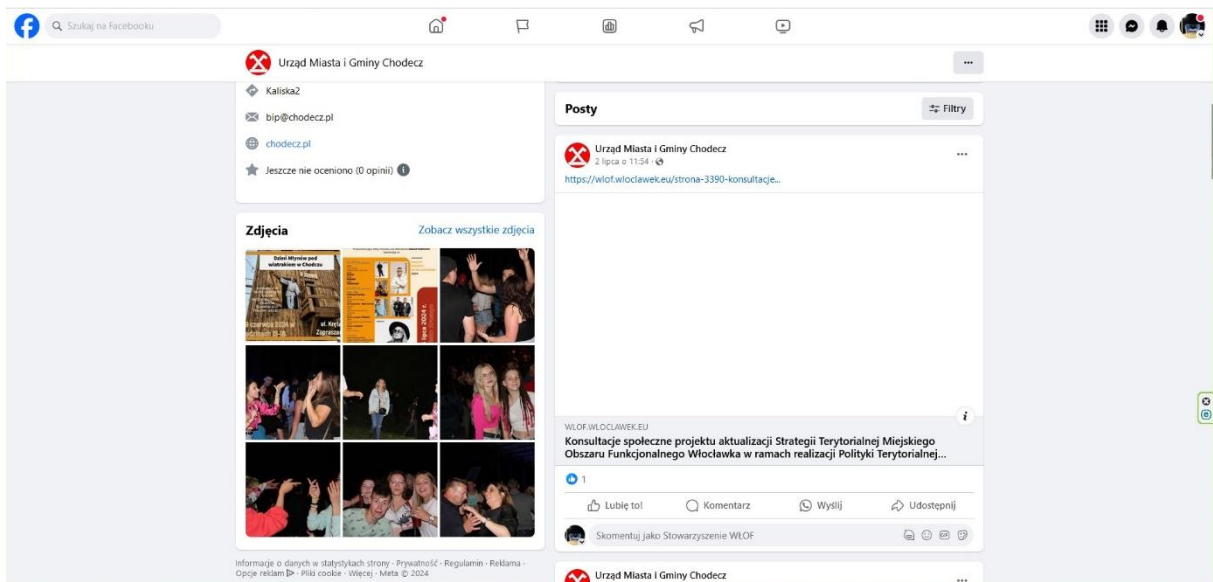 Szukaj na Facebooku
Urząd Miasta i Gminy Chodecz
Kaliska2
bip@chodecz.pl
chodecz.pl
Jeszcze nie oceniono (0 opinii)
Zdjęcia
Zobacz wszystkie zdjęcia
Dzień Młynów pod
wiatrakiem w Chodczu
ul. Kręta
lipca 2024 r.
Informacje o danych w statystykach strony · Prywatność · Regulamin · Reklama ·
Opcje reklam · Pliki cookie · Więcej · Meta © 2024
Posty
Filtry
Urząd Miasta i Gminy Chodecz
2 lipca o 11:54 ·
https://wlof.wloclawek.eu/strona-3390-konsultacje...
WLOF.WLOCLAWEK.EU
Konsultacje społeczne projektu aktualizacji Strategii Terytorialnej Miejskiego
Obszaru Funkcjonalnego Włocławka w ramach realizacji Polityki Terytorialnej...
1
Lubię to!
Komentarz
Wyślij
Udostępnij
Skomentuj jako Stowarzyszenie WŁOF
Urząd Miasta i Gminy Chodecz